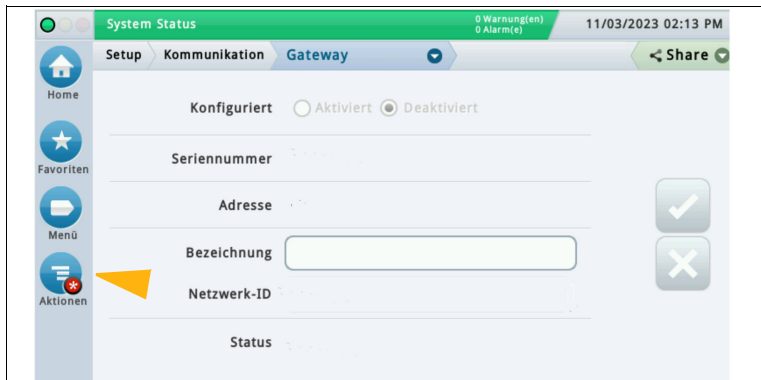 System Status
0 Warnung(en)
0 Alarm(e)
11/03/2023 02:13 PM
Setup Kommunikation Gateway
Share
Home
Favoriten
Menü
Aktionen
Konfiguriert Aktiviert Deaktiviert
Seriennummer
Adresse
Bezeichnung
Netzwerk-ID
Status